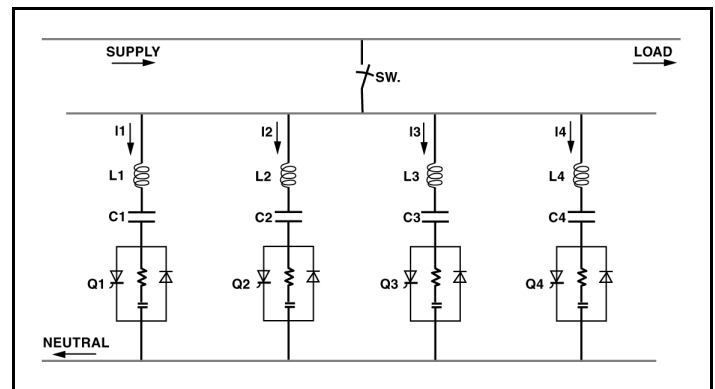 SUPPLY
LOAD
SW.
I1
I2
I3
I4
L1
L2
L3
L4
C1
C2
C3
C4
Q1
Q2
Q3
Q4
NEUTRAL